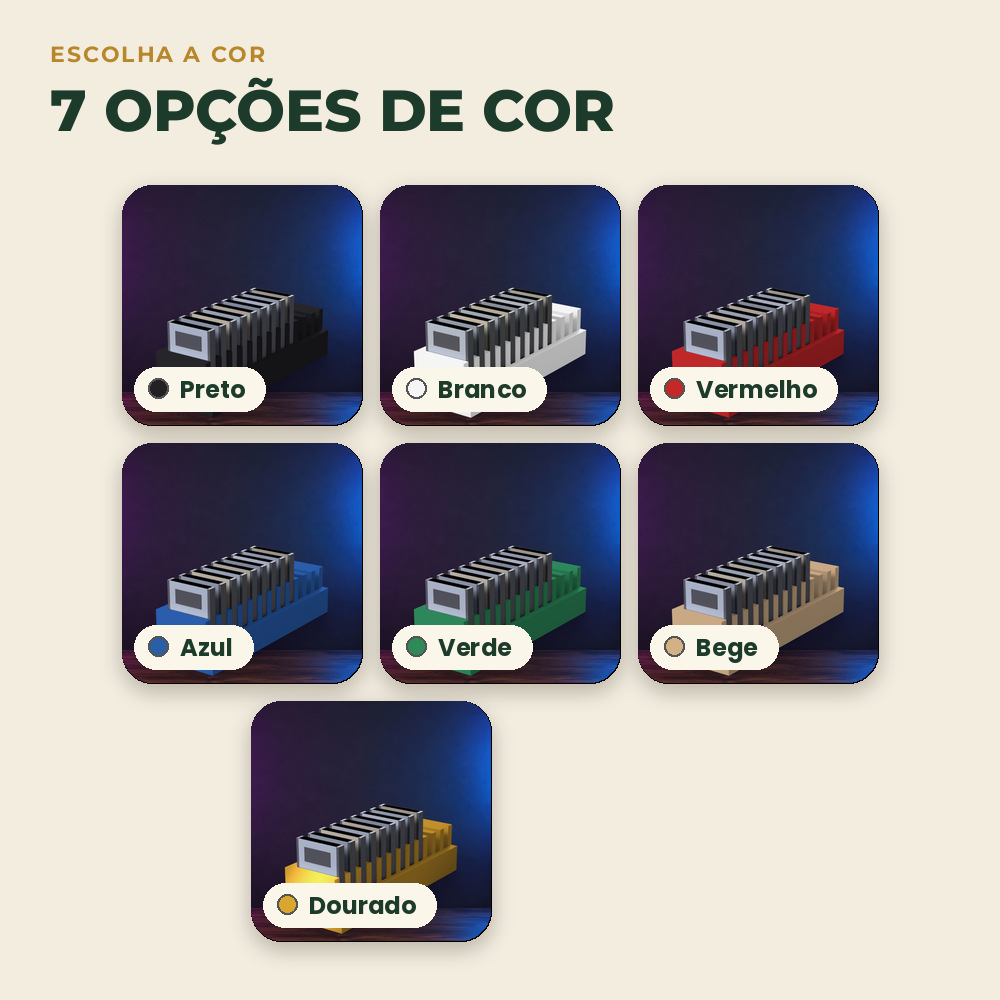 ESCOLHA A COR
7 OPÇÕES DE COR
Preto
Branco
Vermelho
Azul
Verde
Bege
Dourado